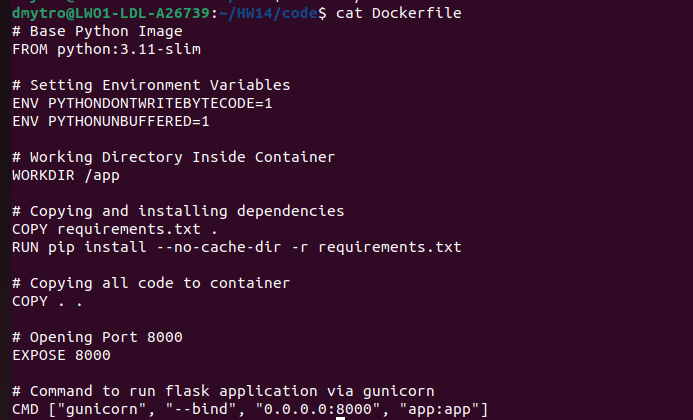 dmytro@LWO1-LDL-A26739:~/HW14/code$ cat Dockerfile
# Base Python Image
FROM python:3.11-slim
# Setting Environment Variables
ENV PYTHONDONTWRITEBYTECODE=1
ENV PYTHONUNBUFFERED=1
# Working Directory Inside Container
WORKDIR /app
# Copying and installing dependencies
COPY requirements.txt .
RUN pip install --no-cache-dir -r requirements.txt
# Copying all code to container
COPY . .
# Opening Port 8000
EXPOSE 8000
# Command to run flask application via gunicorn
CMD ["gunicorn", "--bind", "0.0.0.0:8000", "app:app"]